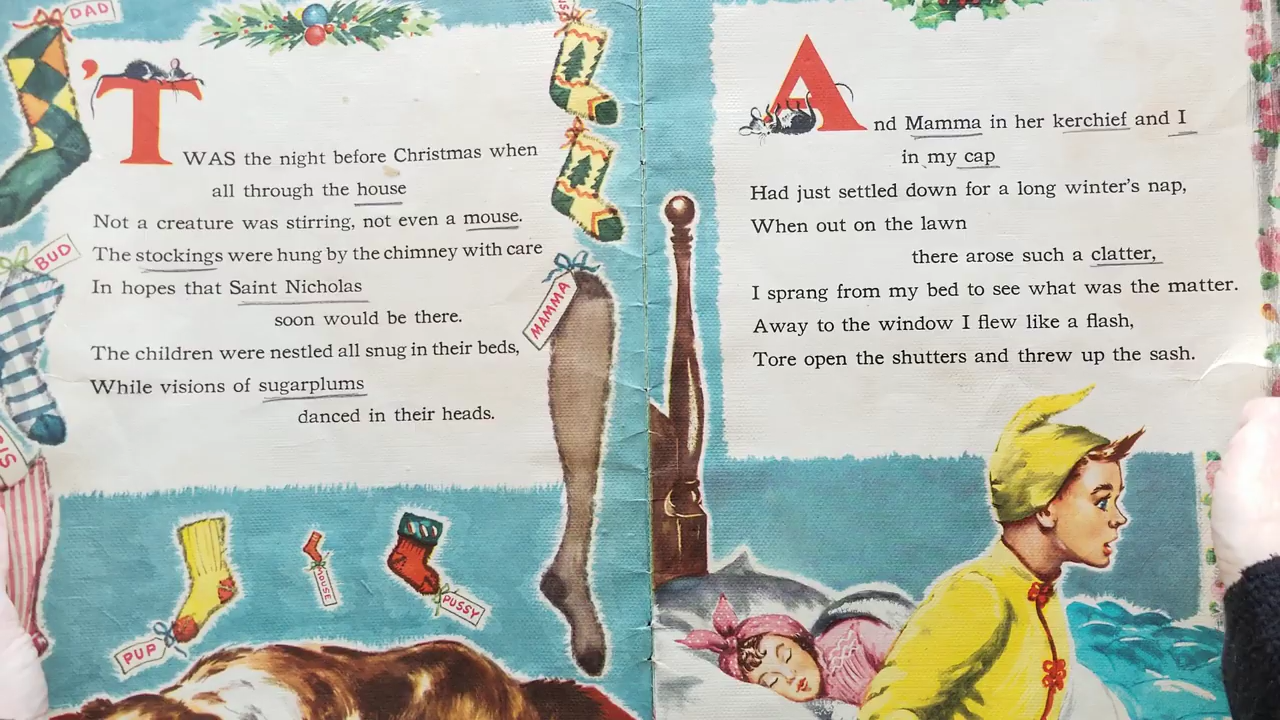 DAD
'TWAS the night before Christmas when
all through the house
Not a creature was stirring, not even a mouse.
The stockings were hung by the chimney with care
In hopes that Saint Nicholas
soon would be there.
The children were nestled all snug in their beds,
While visions of sugarplums
danced in their heads.
BUD
SIS
MAMMA
PUP
MOUSE
PUSSY
And Mamma in her kerchief and I
in my cap
Had just settled down for a long winter's nap,
When out on the lawn
there arose such a clatter,
I sprang from my bed to see what was the matter.
Away to the window I flew like a flash,
Tore open the shutters and threw up the sash.